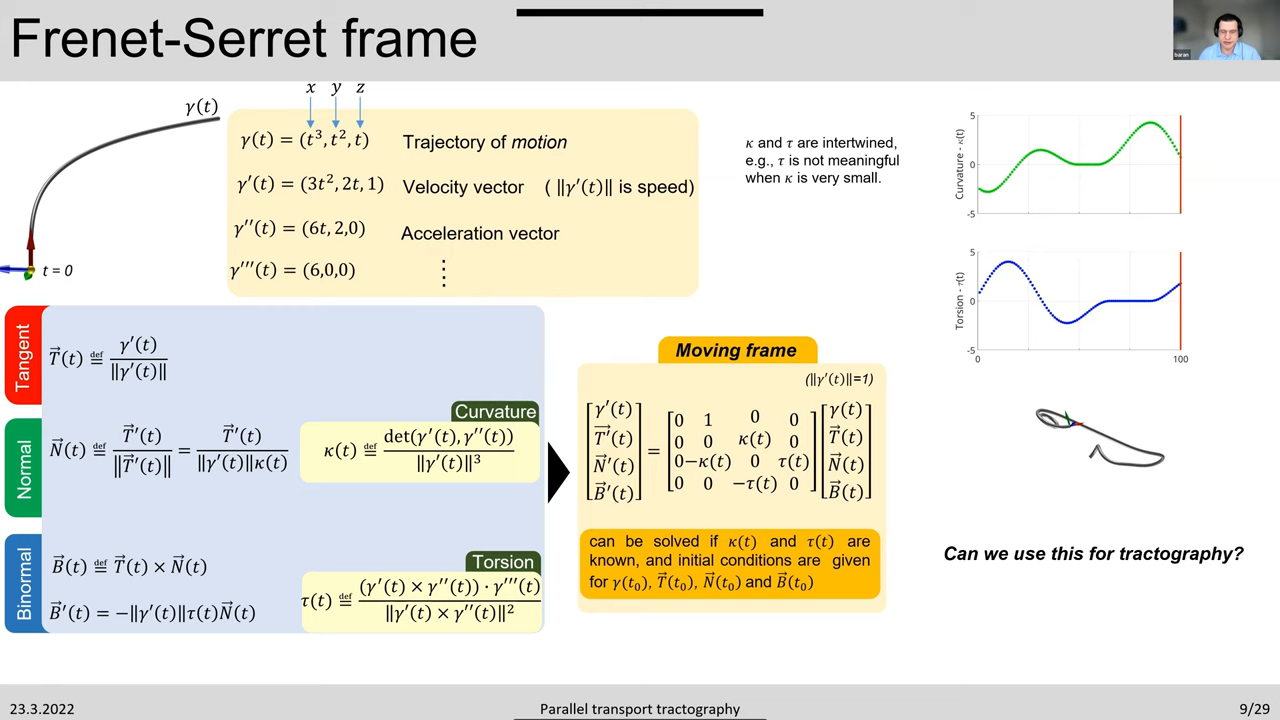 Frenet-Serret frame
baran
γ(t)
t = 0
x y z
γ(t) = (t³, t², t) Trajectory of motion
γ′(t) = (3t², 2t, 1) Velocity vector ( ‖γ′(t)‖ is speed)
γ′′(t) = (6t, 2,0) Acceleration vector
γ′′′(t) = (6,0,0) ⋮
κ and τ are intertwined,
e.g., τ is not meaningful
when κ is very small.
Curvature - κ(t)
5
0
-5
Torsion - τ(t)
5
0
-5
0 100
Tangent
T⃗(t) ≝ γ′(t) / ‖γ′(t)‖
Normal
N⃗(t) ≝ T⃗′(t) / ‖T⃗′(t)‖ = T⃗′(t) / ‖γ′(t)‖κ(t)
Curvature
κ(t) ≝ det(γ′(t), γ′′(t)) / ‖γ′(t)‖³
Binormal
B⃗(t) ≝ T⃗(t) × N⃗(t)
B⃗′(t) = −‖γ′(t)‖τ(t)N⃗(t)
Torsion
τ(t) ≝ (γ′(t) × γ′′(t)) · γ′′′(t) / ‖γ′(t) × γ′′(t)‖²
Moving frame
(‖γ′(t)‖=1)
[γ′(t)] [0 1 0 0] [γ(t)]
[T⃗′(t)] [0 0 κ(t) 0] [T⃗(t)]
[N⃗′(t)] = [0 −κ(t) 0 τ(t)] [N⃗(t)]
[B⃗′(t)] [0 0 −τ(t) 0] [B⃗(t)]
can be solved if κ(t) and τ(t) are
known, and initial conditions are given
for γ(t₀), T⃗(t₀), N⃗(t₀) and B⃗(t₀)
Can we use this for tractography?
23.3.2022
Parallel transport tractography
9/29